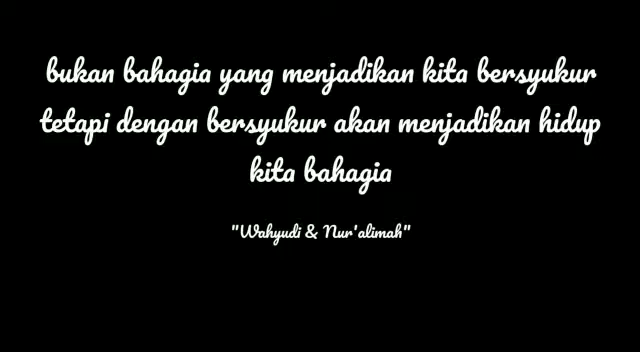 bukan bahagia yang menjadikan kita bersyukur
tetapi dengan bersyukur akan menjadikan hidup
kita bahagia
"Wahyudi & Nur'alimah"